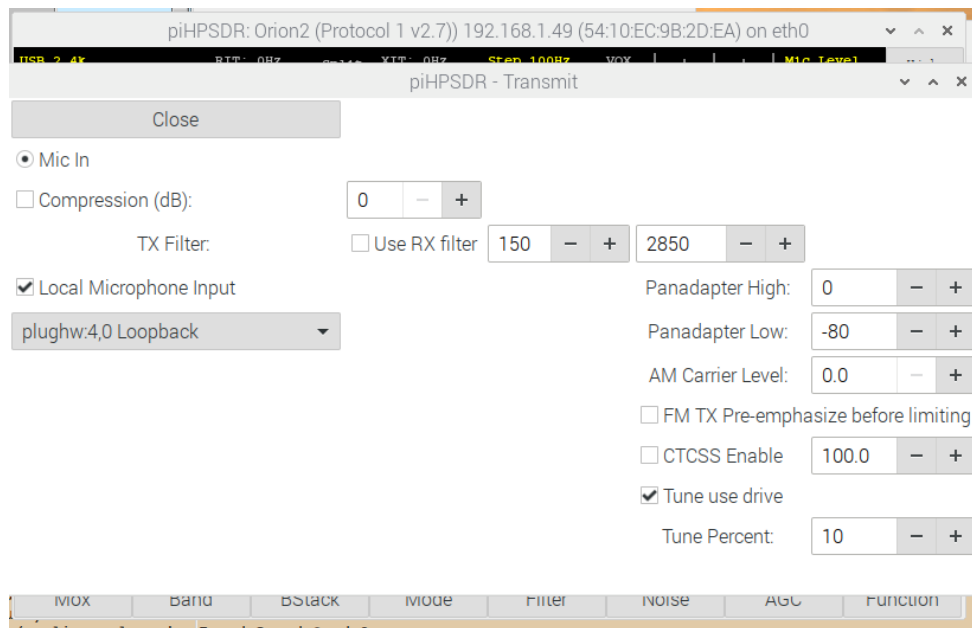 piHPSDR: Orion2 (Protocol 1 v2.7)) 192.168.1.49 (54:10:EC:9B:2D:EA) on eth0
USB 2.4k RIT: 0Hz XIT: 0Hz Step 100Hz VOX Mic Level
piHPSDR - Transmit
Close
Mic In
Compression (dB): 0 − +
TX Filter: Use RX filter 150 − + 2850 − +
Local Microphone Input
Panadapter High: 0 − +
plughw:4,0 Loopback
Panadapter Low: -80 − +
AM Carrier Level: 0.0 − +
FM TX Pre-emphasize before limiting
CTCSS Enable 100.0 − +
Tune use drive
Tune Percent: 10 − +
Mox Band BStack Mode Filter Noise AGC Function